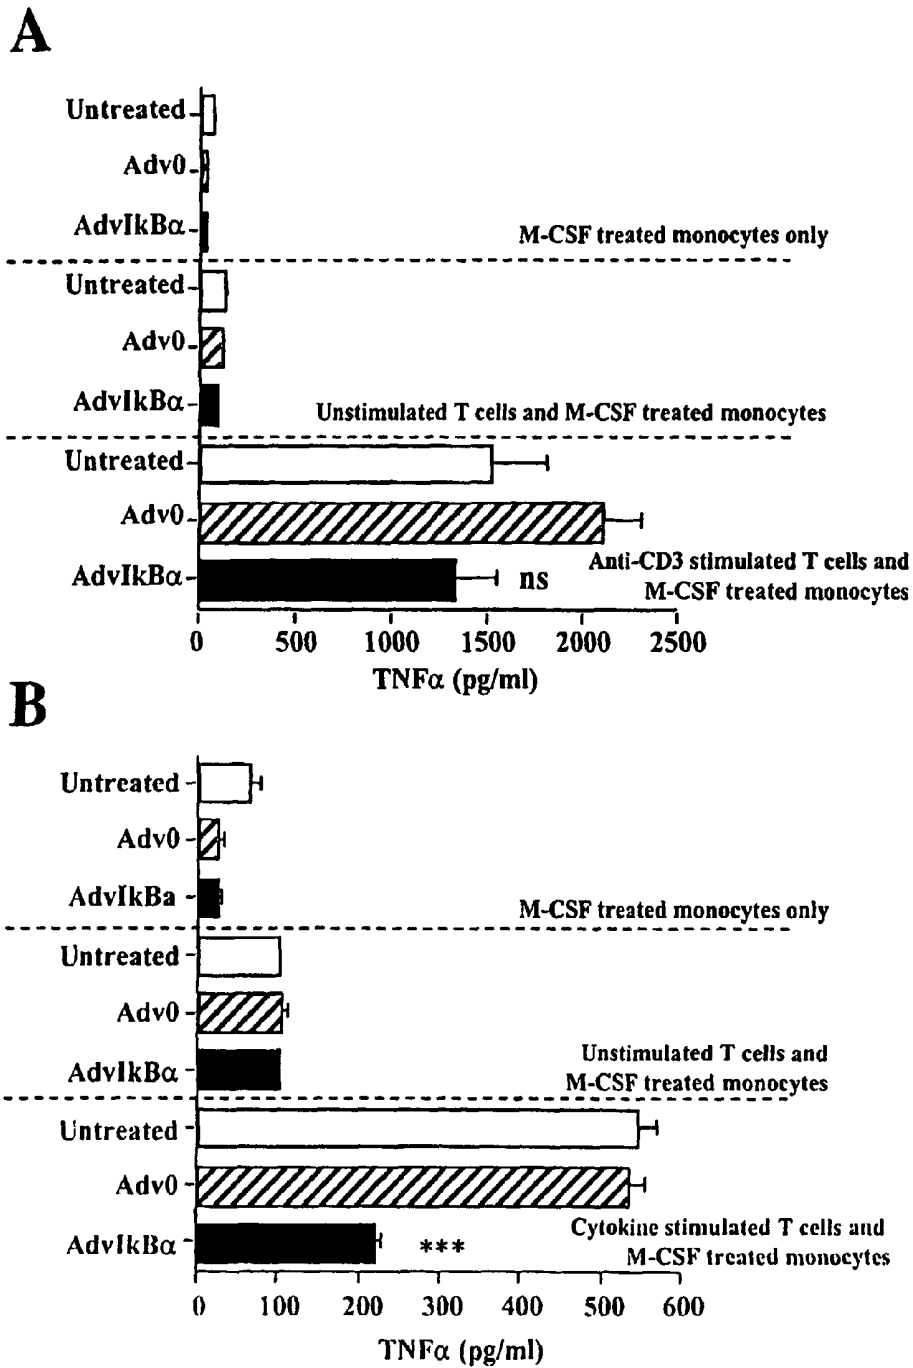 A
Untreated
Adv0
AdvIkBα
M-CSF treated monocytes only
Untreated
Adv0
AdvIkBα
Unstimulated T cells and M-CSF treated monocytes
Untreated
Adv0
AdvIkBα
ns
Anti-CD3 stimulated T cells and
M-CSF treated monocytes
0 500 1000 1500 2000 2500
TNFα (pg/ml)
B
Untreated
Adv0
AdvIkBa
M-CSF treated monocytes only
Untreated
Adv0
AdvIkBα
Unstimulated T cells and
M-CSF treated monocytes
Untreated
Adv0
AdvIkBα
***
Cytokine stimulated T cells and
M-CSF treated monocytes
0 100 200 300 400 500 600
TNFα (pg/ml)